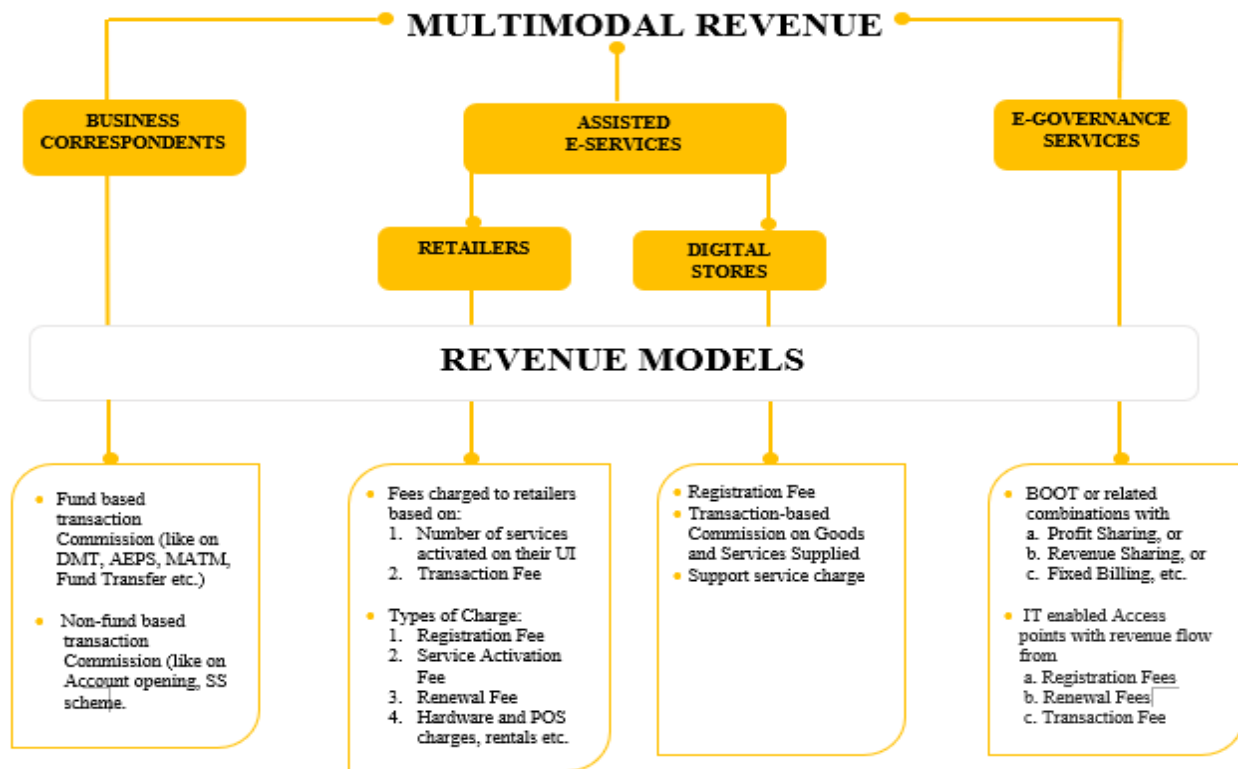 MULTIMODAL REVENUE
BUSINESS
CORRESPONDENTS
ASSISTED
E-SERVICES
E-GOVERNANCE
SERVICES
RETAILERS
DIGITAL
STORES
REVENUE MODELS
• Fund based
transaction
Commission (like on
DMT, AEPS, MATM,
Fund Transfer etc.)
• Non-fund based
transaction
Commission (like on
Account opening, SS
scheme.
• Fees charged to retailers
based on:
1. Number of services
activated on their UI
2. Transaction Fee
• Types of Charge:
1. Registration Fee
2. Service Activation
Fee
3. Renewal Fee
4. Hardware and POS
charges, rentals etc.
• Registration Fee
• Transaction-based
Commission on Goods
and Services Supplied
• Support service charge
• BOOT or related
combinations with
a. Profit Sharing, or
b. Revenue Sharing, or
c. Fixed Billing, etc.
• IT enabled Access
points with revenue flow
from
a. Registration Fees
b. Renewal Fees
c. Transaction Fee